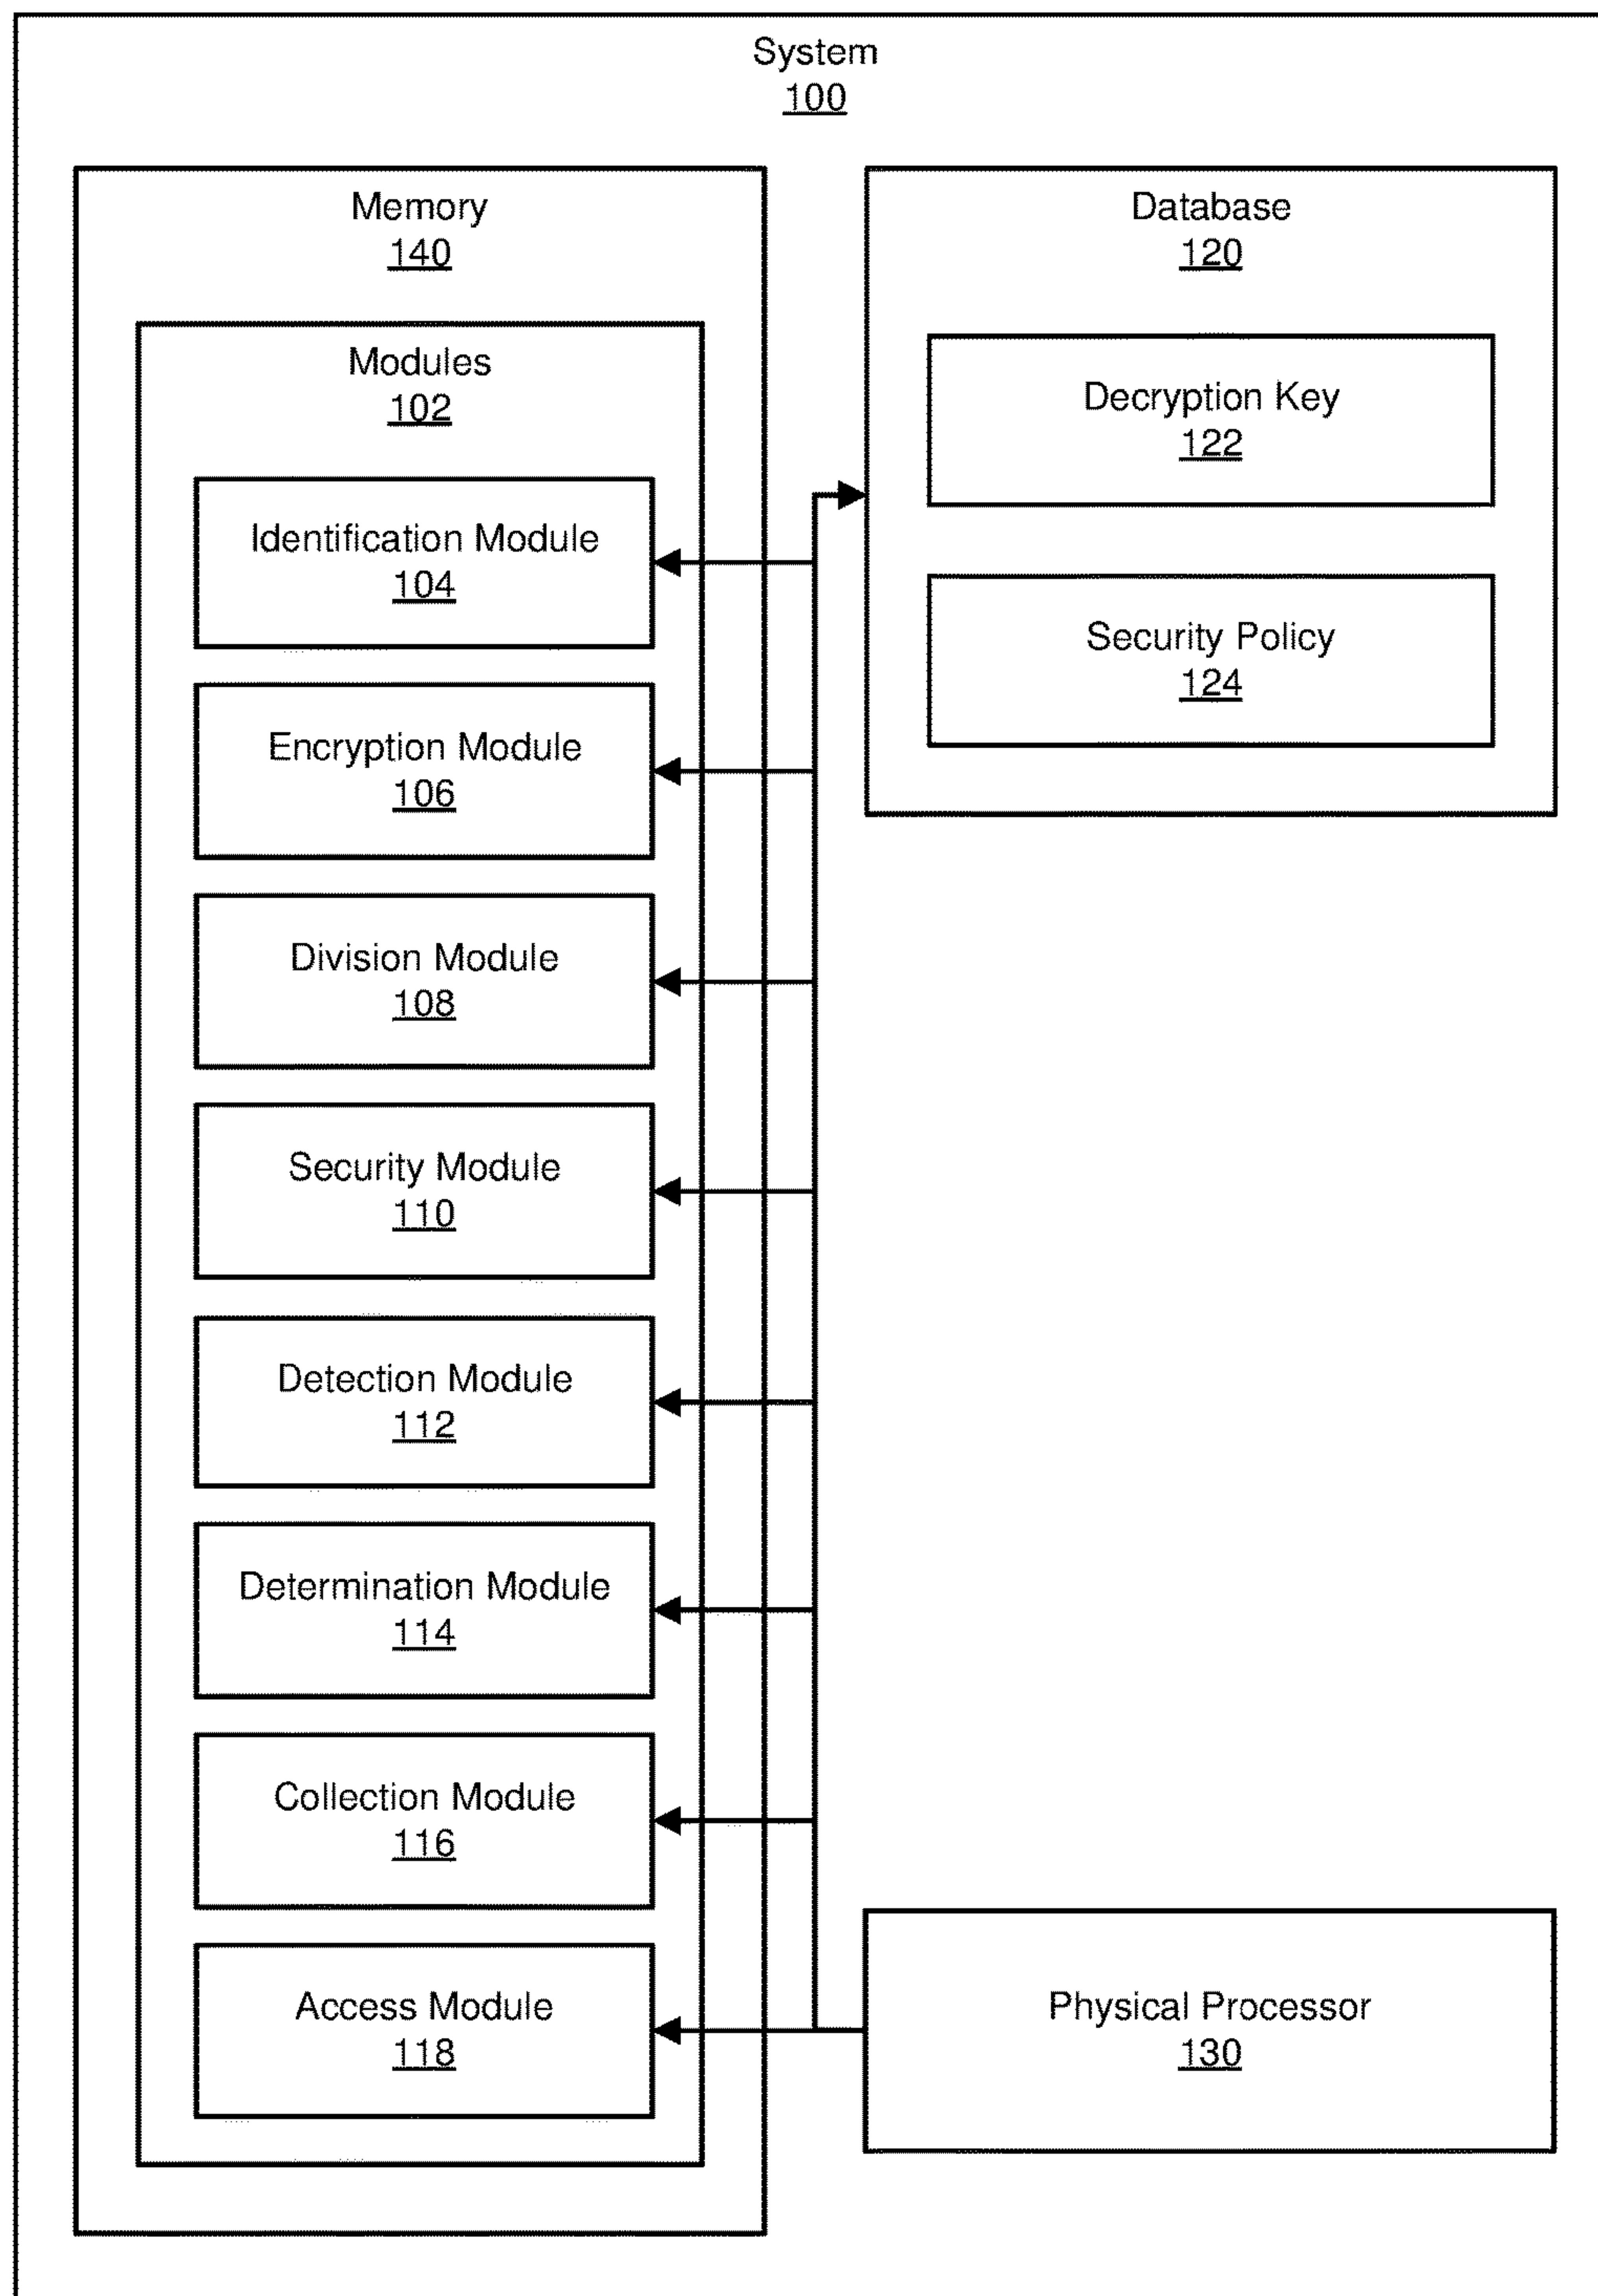 System
100
Memory
140
Modules
102
Identification Module
104
Encryption Module
106
Division Module
108
Security Module
110
Detection Module
112
Determination Module
114
Collection Module
116
Access Module
118
Database
120
Decryption Key
122
Security Policy
124
Physical Processor
130